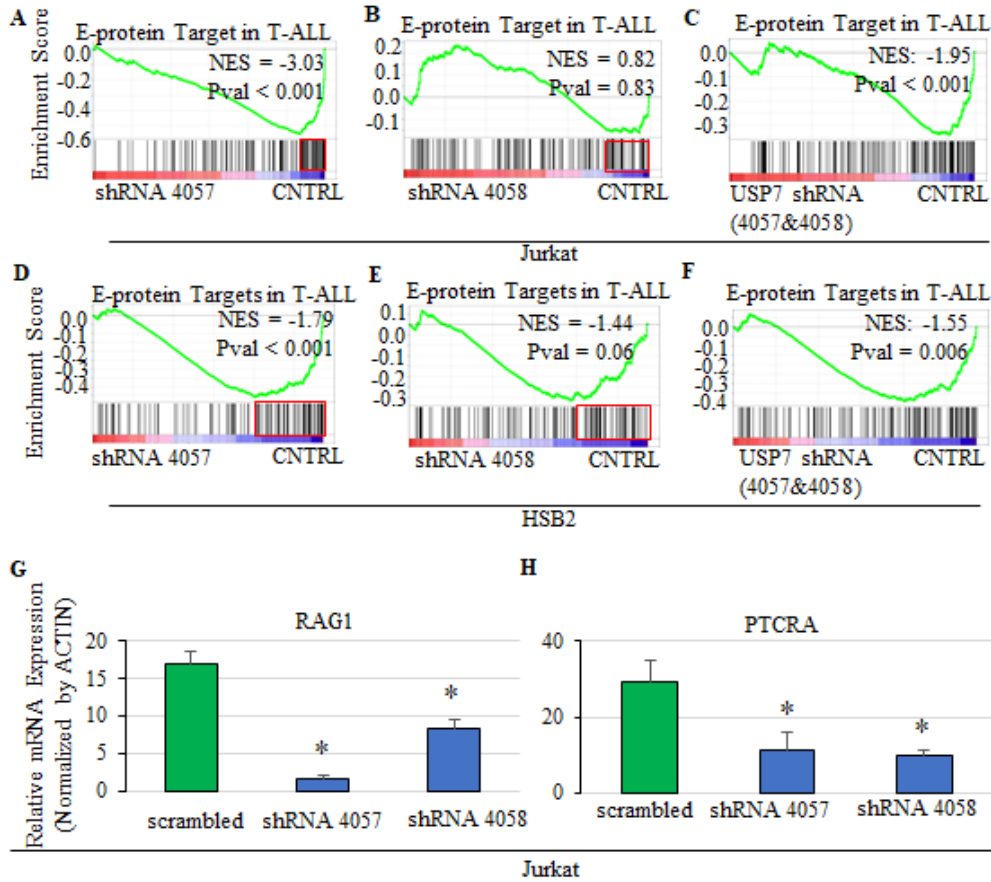 A
E-protein Target in T-ALL
Enrichment Score
0.0
-0.2
-0.4
-0.6
NES = -3.03
Pval < 0.001
shRNA 4057
CNTRL
B
E-protein Target in T-ALL
0.2
0.0
-0.1
NES = 0.82
Pval = 0.83
shRNA 4058
CNTRL
C
E-protein Target in T-ALL
0.0
-0.1
-0.2
-0.3
NES: -1.95
Pval < 0.001
USP7 shRNA
(4057&4058)
CNTRL
Jurkat
D
E-protein Targets in T-ALL
Enrichment Score
0.0
-0.1
-0.2
-0.3
-0.4
NES = -1.79
Pval < 0.001
shRNA 4057
CNTRL
E
E-protein Targets in T-ALL
0.1
0.0
-0.1
-0.2
-0.3
NES = -1.44
Pval = 0.06
shRNA 4058
CNTRL
F
E-protein Targets in T-ALL
0.0
-0.1
-0.2
-0.3
-0.4
NES: -1.55
Pval = 0.006
USP7 shRNA
(4057&4058)
CNTRL
HSB2
G
RAG1
Relative mRNA Expression
(Normalized by ACTIN)
20
15
10
5
0
*
*
scrambled
shRNA 4057
shRNA 4058
H
PTCRA
40
20
0
*
*
scrambled
shRNA 4057
shRNA 4058
Jurkat